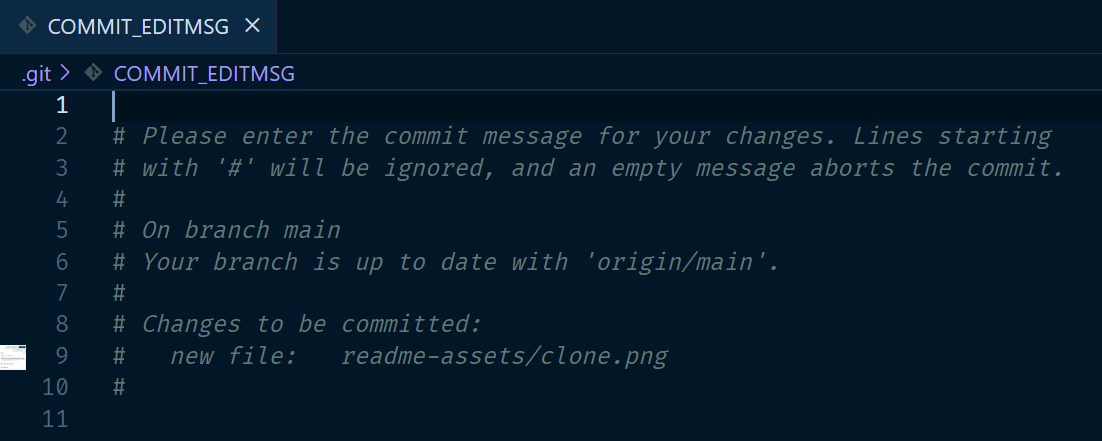 COMMIT_EDITMSG
.git > COMMIT_EDITMSG
1
2 # Please enter the commit message for your changes. Lines starting
3 # with '#' will be ignored, and an empty message aborts the commit.
4 #
5 # On branch main
6 # Your branch is up to date with 'origin/main'.
7 #
8 # Changes to be committed:
9 #   new file:   readme-assets/clone.png
10 #
11